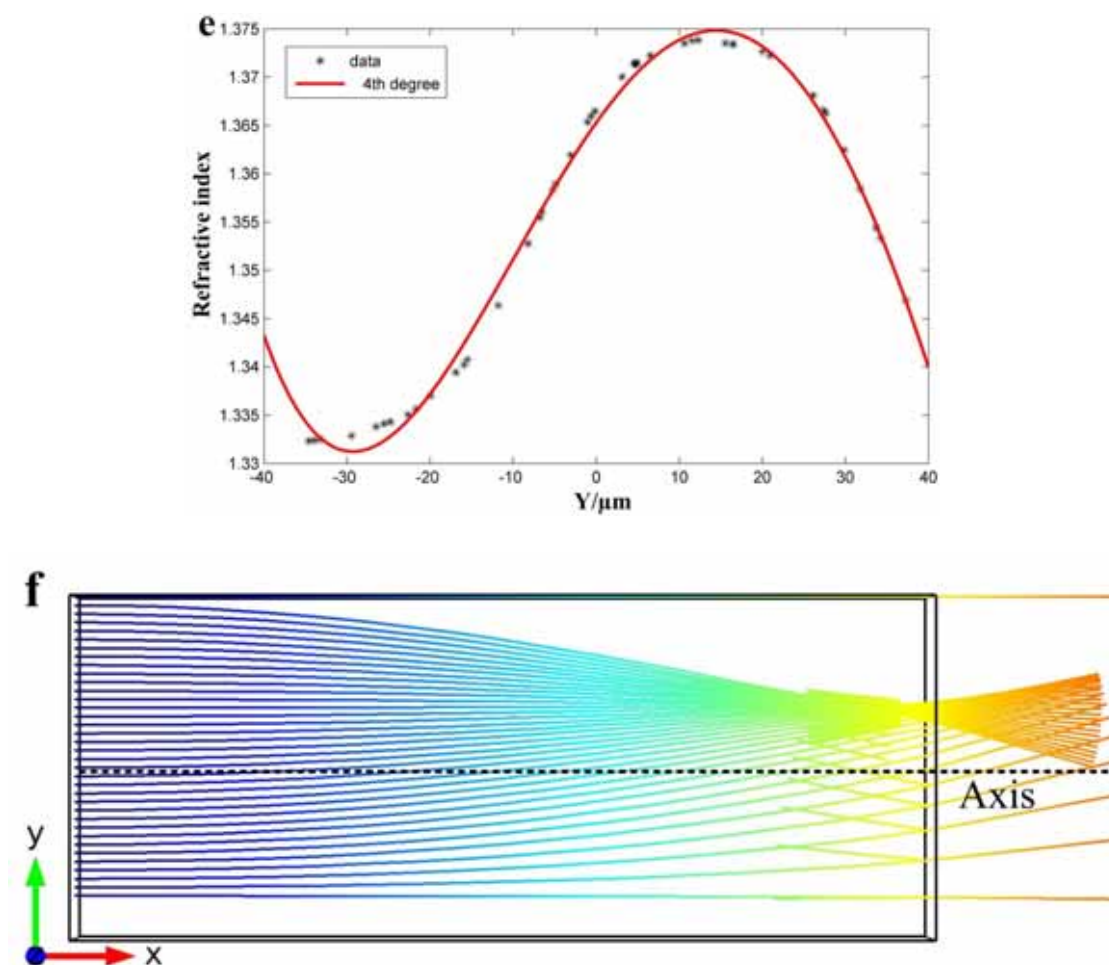 e
data
4th degree
Refractive index
1.375
1.37
1.365
1.36
1.355
1.35
1.345
1.34
1.335
1.33
-40 -30 -20 -10 0 10 20 30 40
Y/μm
f
Axis
y
x